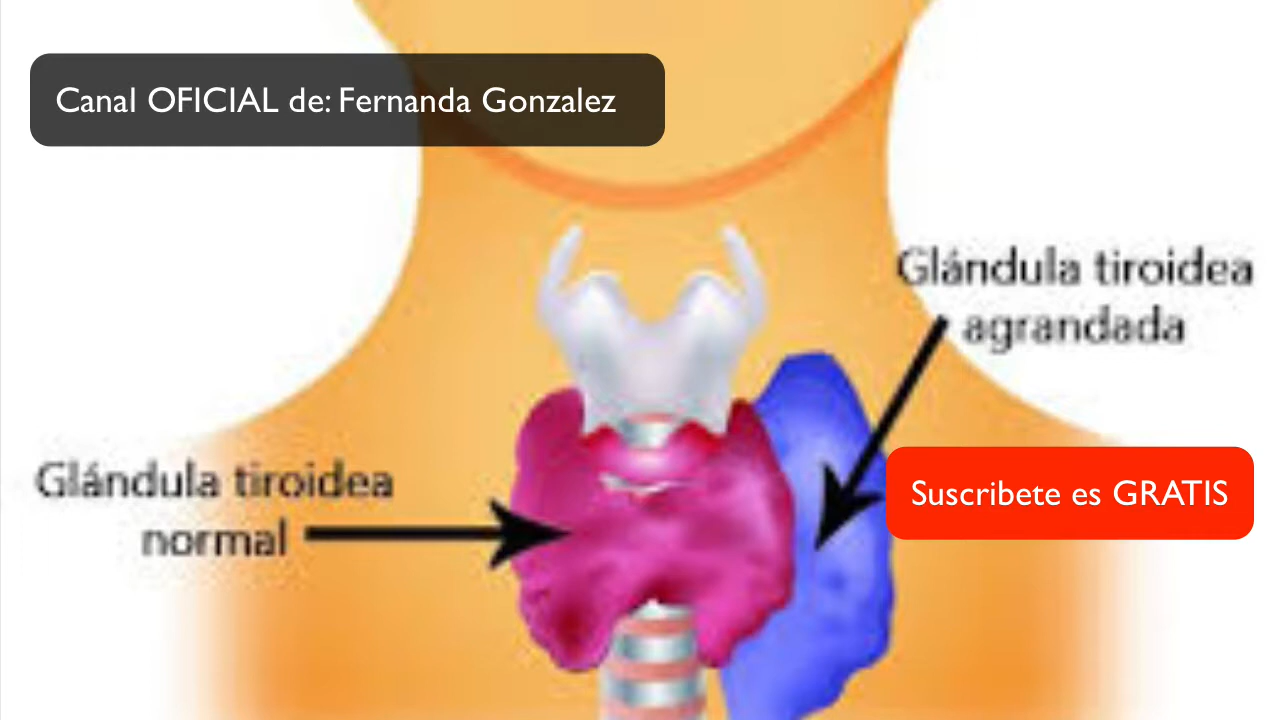 Canal OFICIAL de: Fernanda Gonzalez
Glándula tiroidea
agrandada
Glándula tiroidea
normal
Suscribete es GRATIS